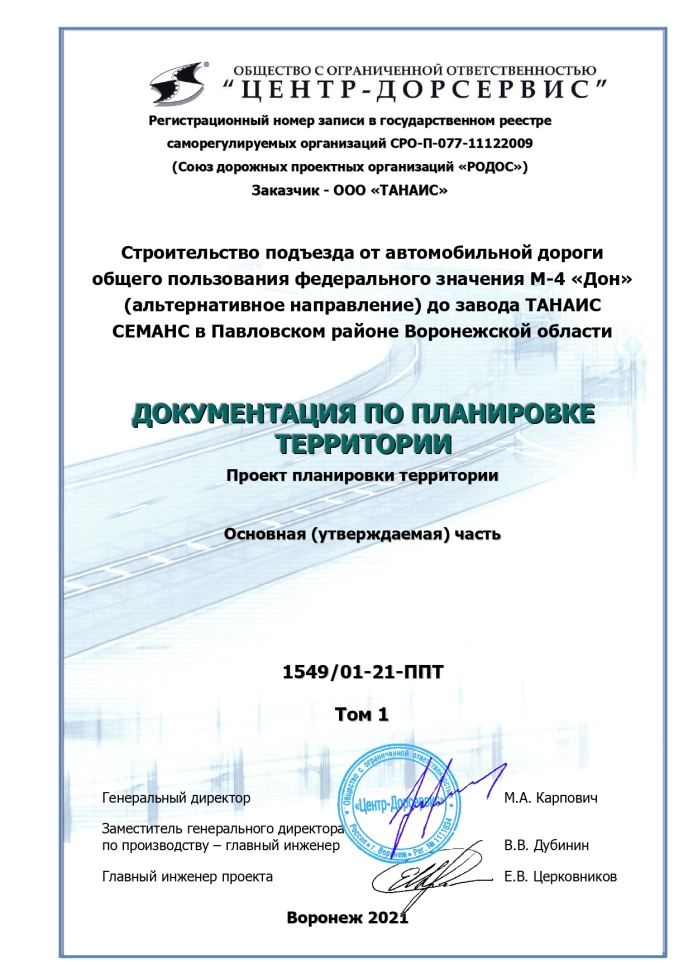 ОБЩЕСТВО С ОГРАНИЧЕННОЙ ОТВЕТСТВЕННОСТЬЮ
“ЦЕНТР-ДОРСЕРВИС”
Регистрационный номер записи в государственном реестре
саморегулируемых организаций СРО-П-077-11122009
(Союз дорожных проектных организаций «РОДОС»)
Заказчик - ООО «ТАНАИС»
Строительство подъезда от автомобильной дороги
общего пользования федерального значения М-4 «Дон»
(альтернативное направление) до завода ТАНАИС
СЕМАНС в Павловском районе Воронежской области
ДОКУМЕНТАЦИЯ ПО ПЛАНИРОВКЕ
ТЕРРИТОРИИ
Проект планировки территории
Основная (утверждаемая) часть
1549/01-21-ППТ
Том 1
Общество с ограниченной ответственностью
«Центр-Дорсервис»
Россия • г. Воронеж • Рег. №
Генеральный директор М.А. Карпович
Заместитель генерального директора
по производству – главный инженер В.В. Дубинин
Главный инженер проекта Е.В. Церковников
Воронеж 2021